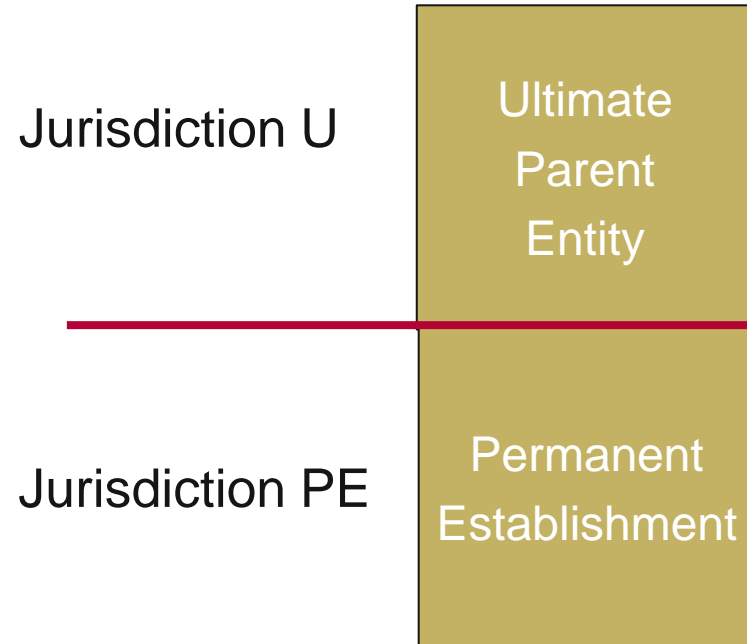 Jurisdiction U
Ultimate
Parent
Entity
Jurisdiction PE
Permanent
Establishment